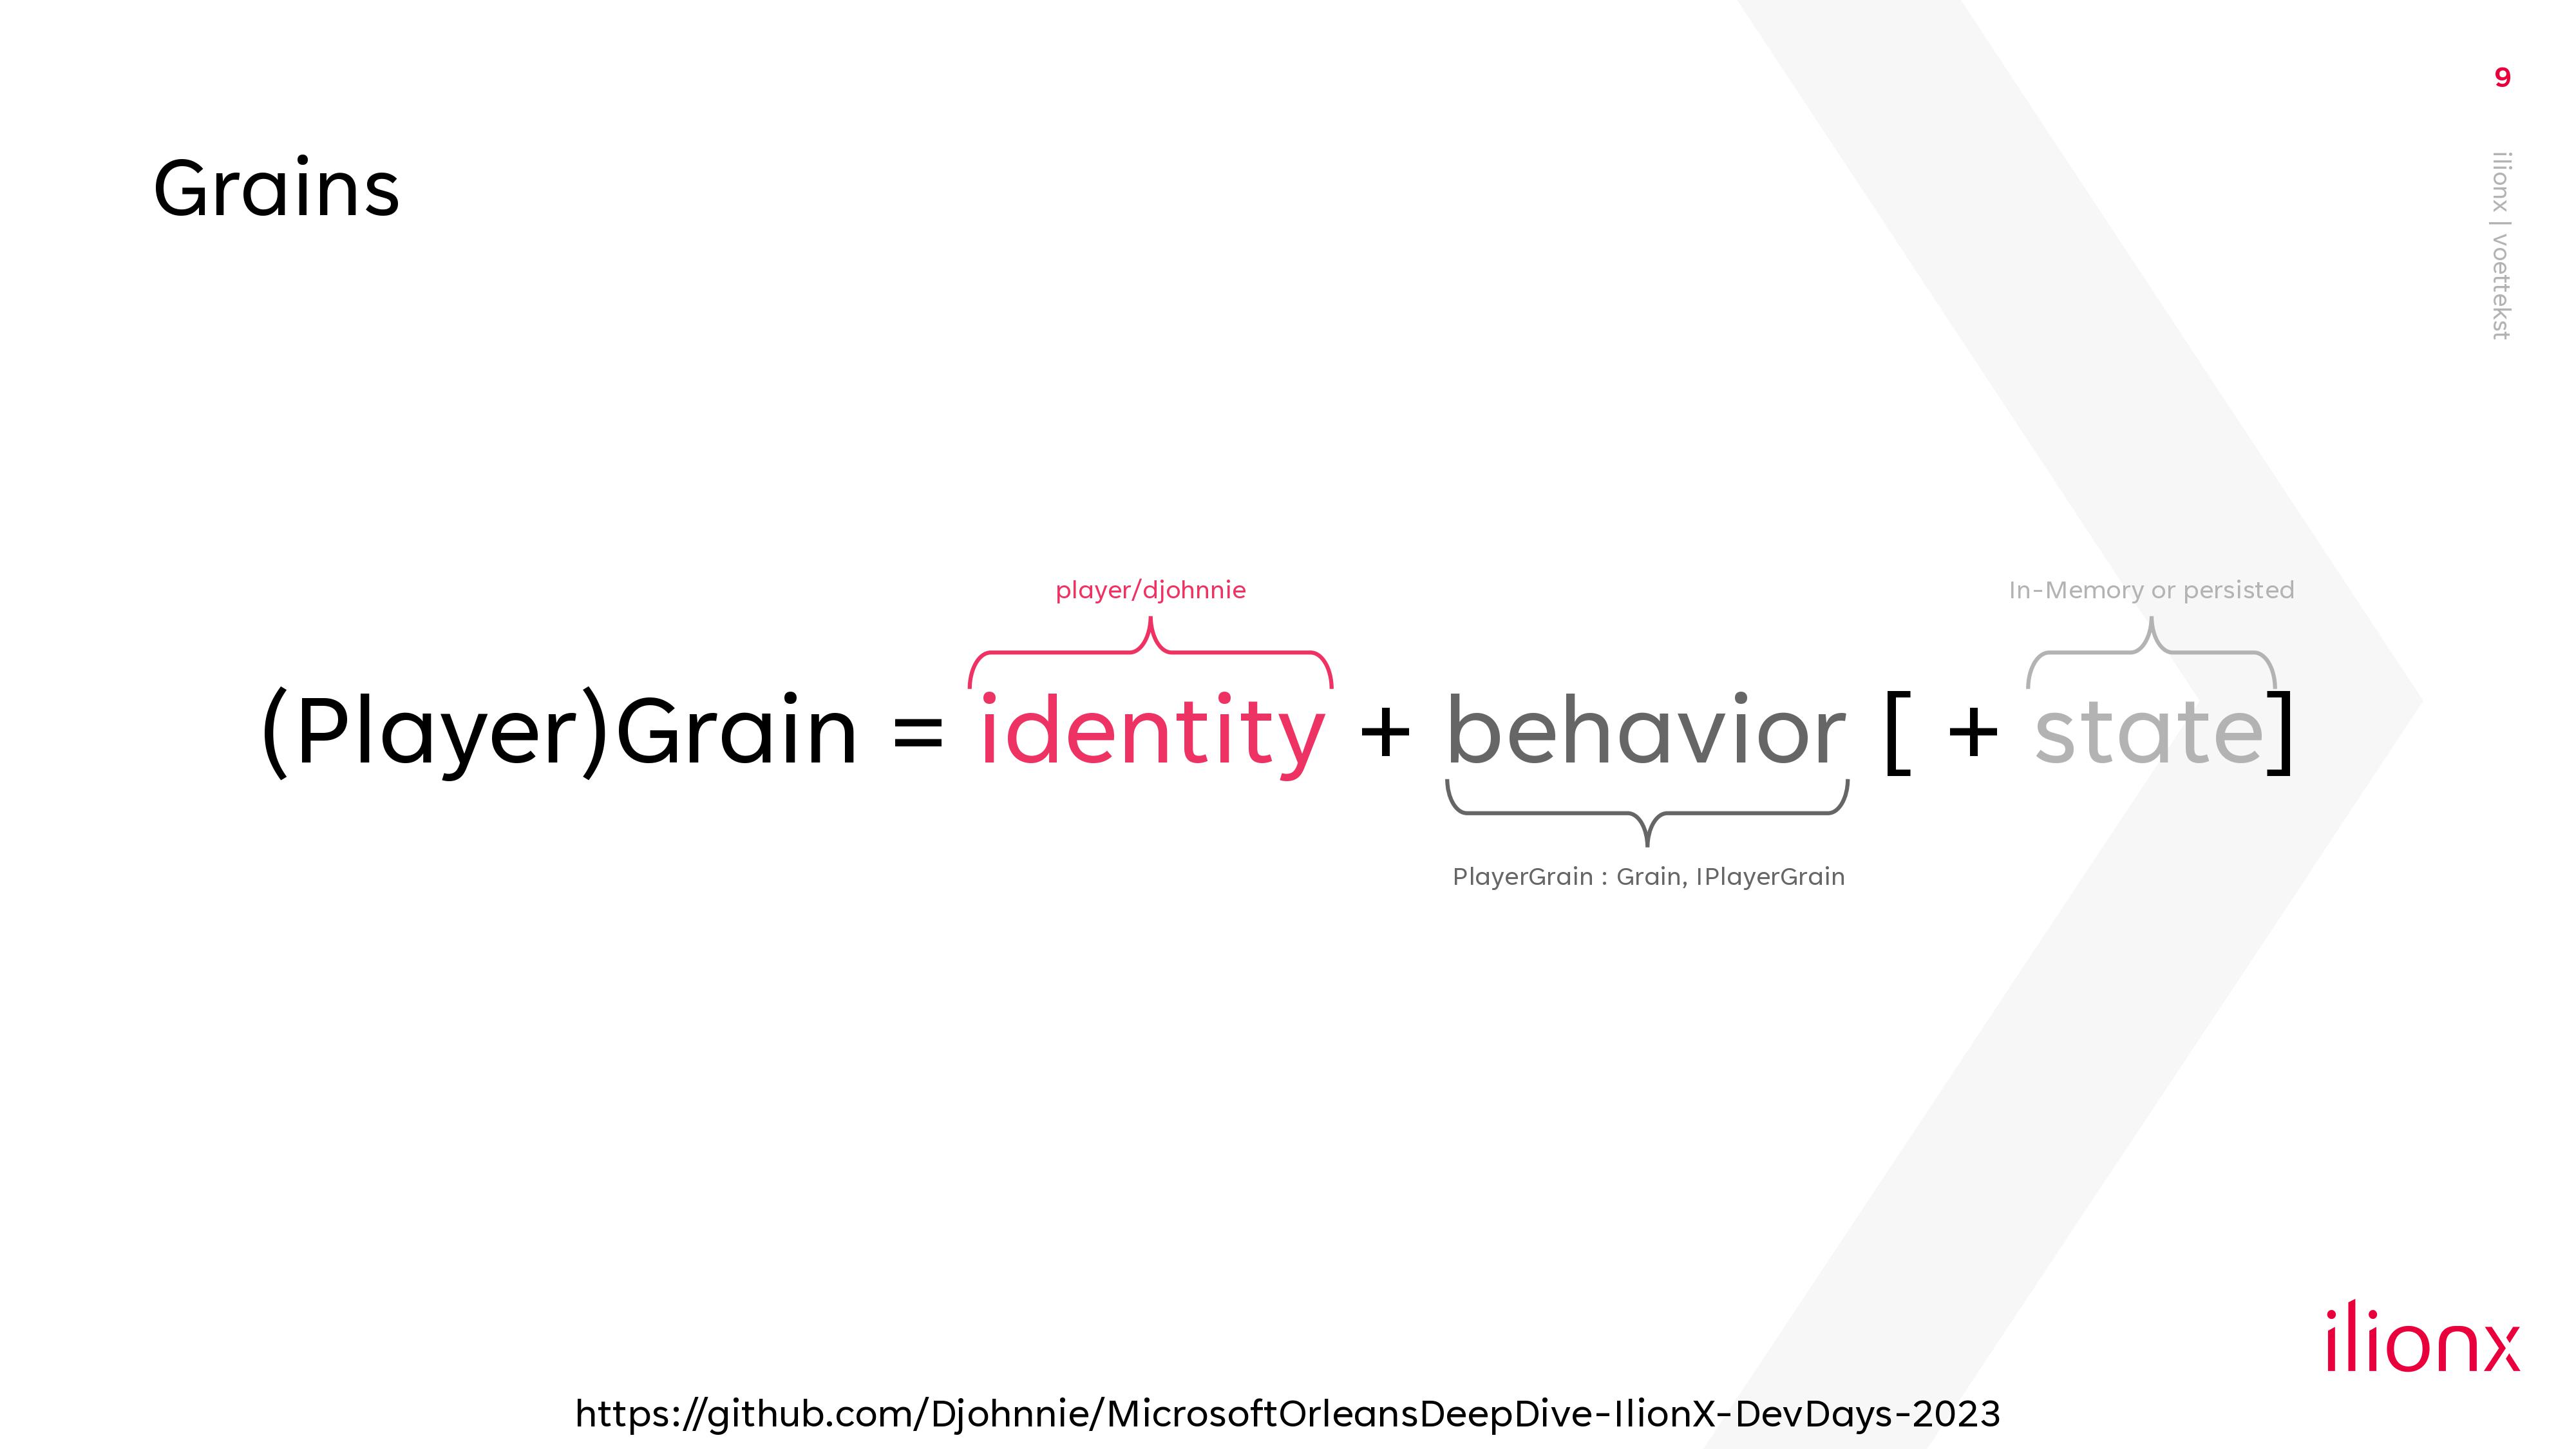 9
ilionx | voettekst
Grains
player/djohnnie
In-Memory or persisted
(Player)Grain = identity + behavior [ + state]
PlayerGrain : Grain, IPlayerGrain
ilionx
https://github.com/Djohnnie/MicrosoftOrleansDeepDive-IlionX-DevDays-2023